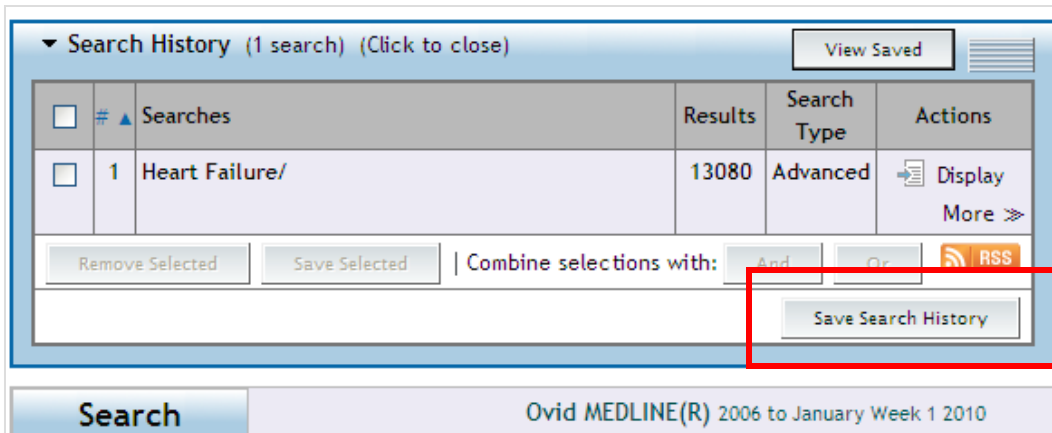 ▼ Search History (1 search) (Click to close) View Saved
# ▲ Searches Results Search Type Actions
1 Heart Failure/ 13080 Advanced Display
More ≫
Remove Selected Save Selected | Combine selections with: And Or RSS
Save Search History
Search Ovid MEDLINE(R) 2006 to January Week 1 2010